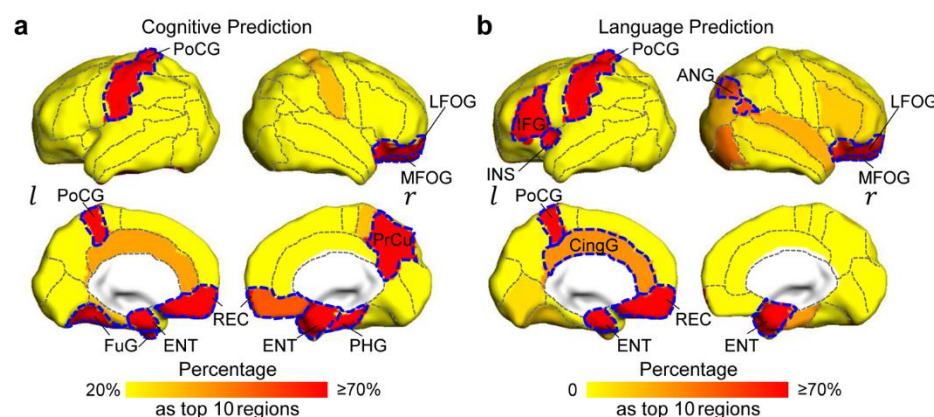 a
Cognitive Prediction
PoCG
LFOG
MFOG
l
r
PoCG
PrCu
REC
FuG
ENT
ENT
PHG
Percentage
20%
≥70%
as top 10 regions
b
Language Prediction
PoCG
ANG
LFOG
IFG
INS
MFOG
l
r
PoCG
CingG
REC
ENT
ENT
Percentage
0
≥70%
as top 10 regions